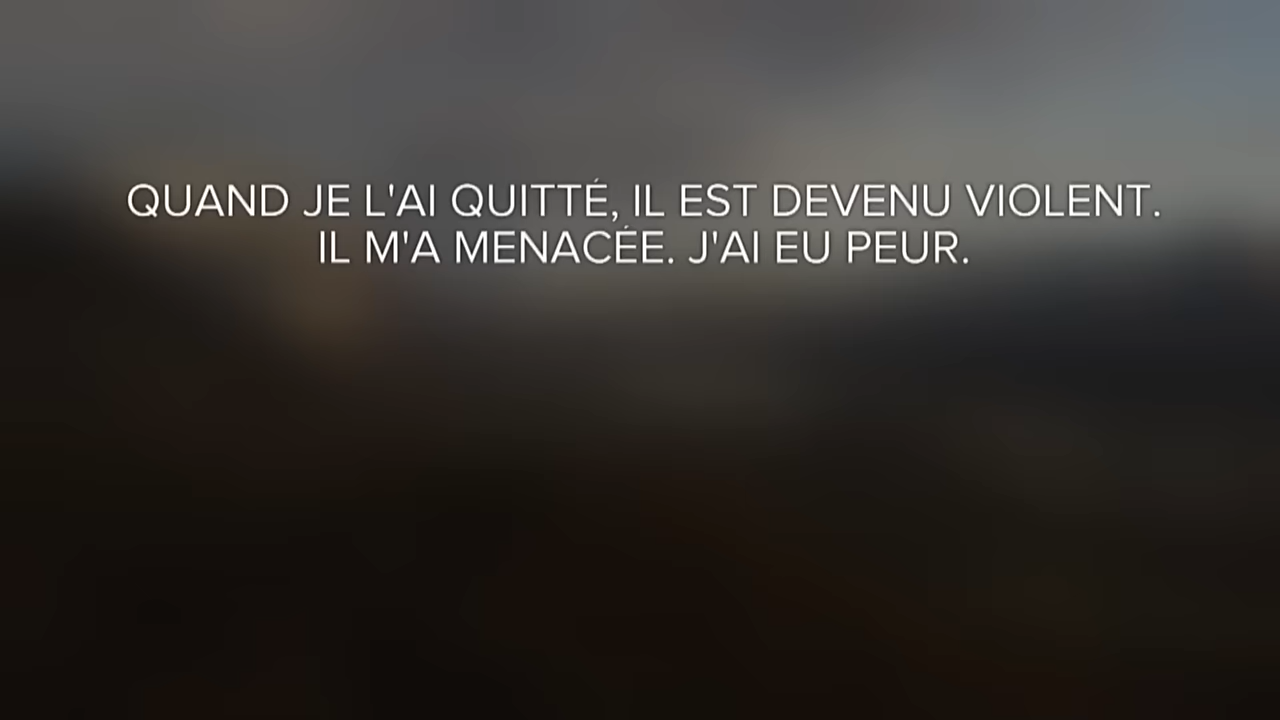 QUAND JE L'AI QUITTÉ, IL EST DEVENU VIOLENT.
IL M'A MENACÉE. J'AI EU PEUR.